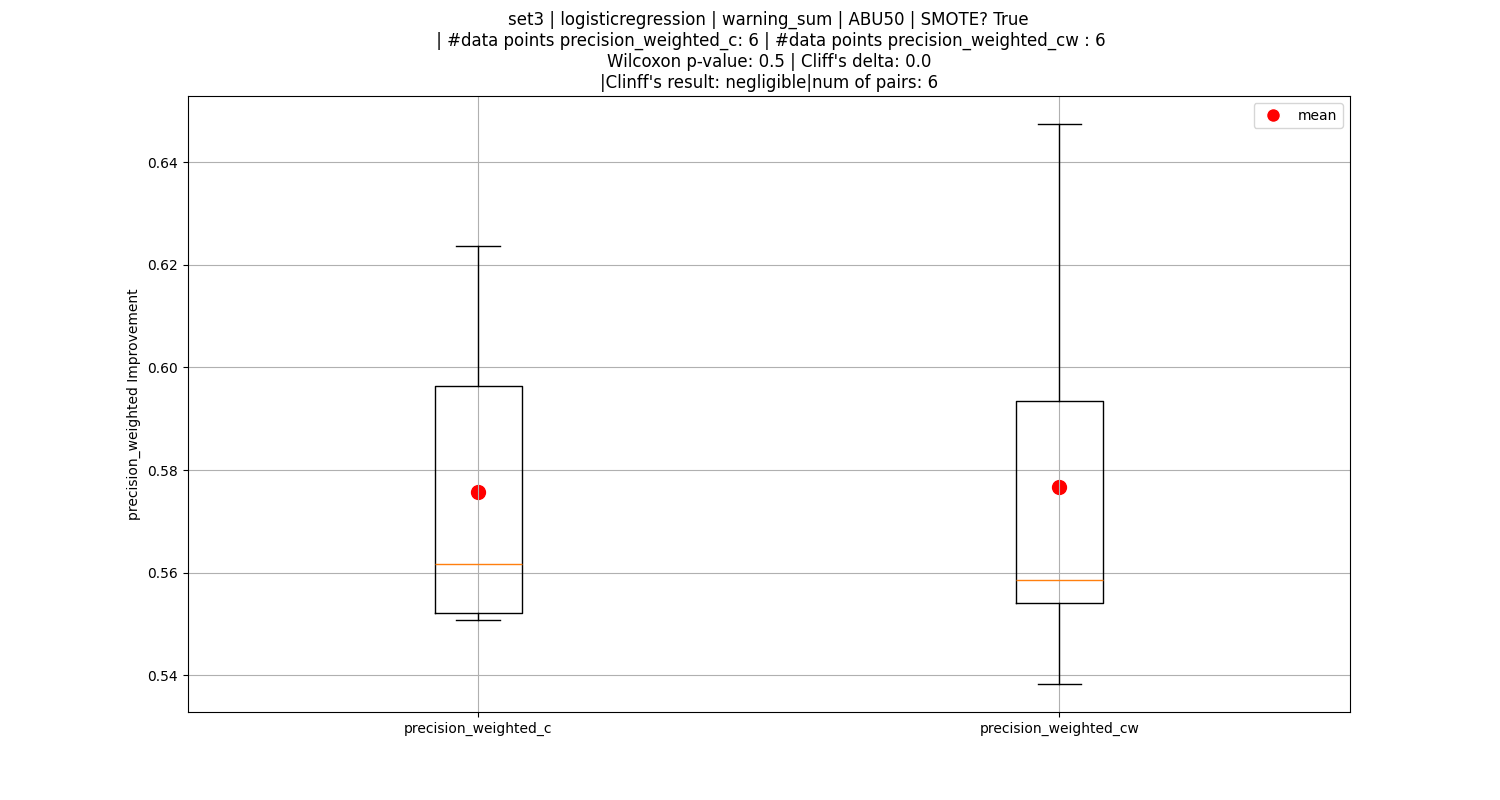 set3 | logisticregression | warning_sum | ABU50 | SMOTE? True
| #data points precision_weighted_c: 6 | #data points precision_weighted_cw : 6
Wilcoxon p-value: 0.5 | Cliff's delta: 0.0
|Clinff's result: negligible|num of pairs: 6
mean
precision_weighted Improvement
0.64
0.62
0.60
0.58
0.56
0.54
precision_weighted_c
precision_weighted_cw